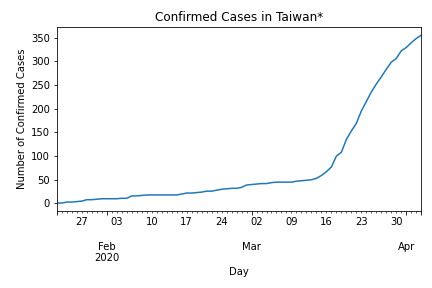 Confirmed Cases in Taiwan*
Number of Confirmed Cases
350
300
250
200
150
100
50
0
27 03 10 17 24 02 09 16 23 30
Feb Mar Apr
2020
Day